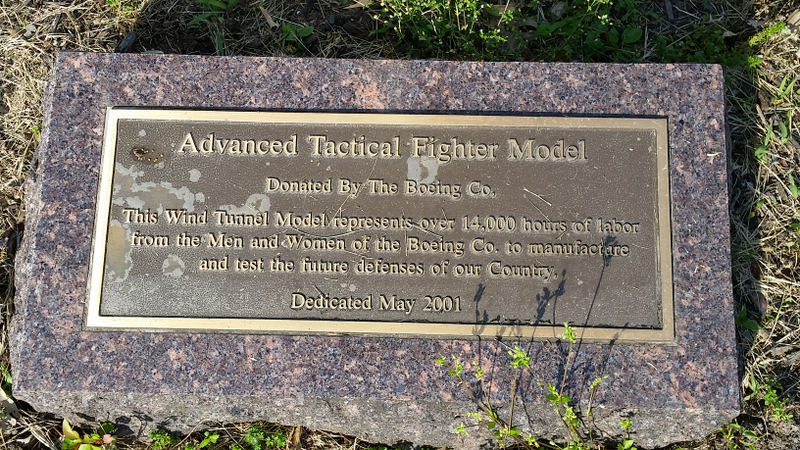 Advanced Tactical Fighter Model
Donated By The Boeing Co.
This Wind Tunnel Model represents over 14,000 hours of labor
from the Men and Women of the Boeing Co. to manufacture
and test the future defenses of our Country.
Dedicated May 2001